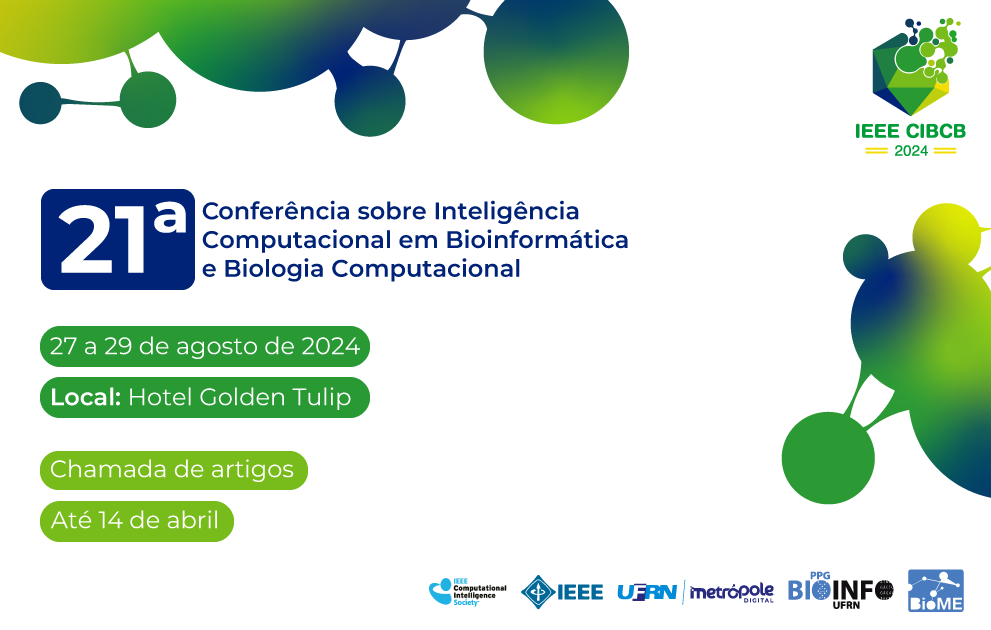 IEEE CIBCB
2024
21ª
Conferência sobre Inteligência
Computacional em Bioinformática
e Biologia Computacional
27 a 29 de agosto de 2024
Local: Hotel Golden Tulip
Chamada de artigos
Até 14 de abril
IEEE
Computational
Intelligence
Society
IEEE
UFRN
metrópole
DIGITAL
PPG
BIOINFO
UFRN
BioME